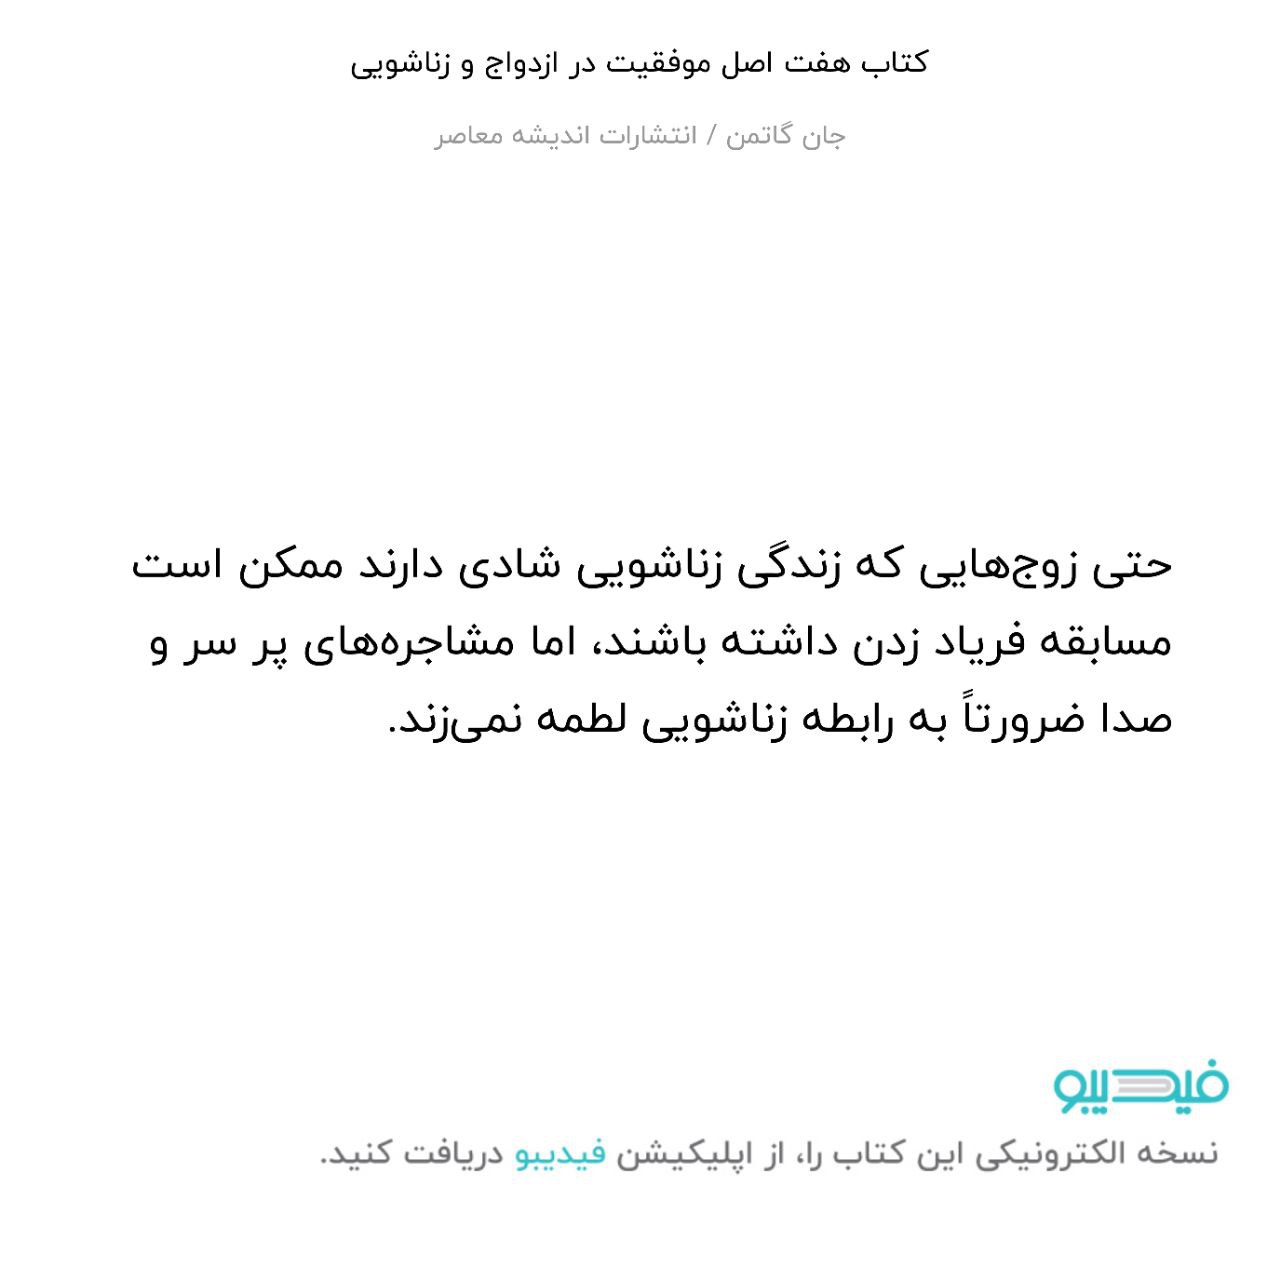 کتاب هفت اصل موفقیت در ازدواج و زناشویی
جان گاتمن / انتشارات اندیشه معاصر
حتی زوج‌هایی که زندگی زناشویی شادی دارند ممکن است
مسابقه فریاد زدن داشته باشند، اما مشاجره‌های پر سر و
صدا ضرورتاً به رابطه زناشویی لطمه نمی‌زند.
فیدیبو
نسخه الکترونیکی این کتاب را، از اپلیکیشن فیدیبو دریافت کنید.